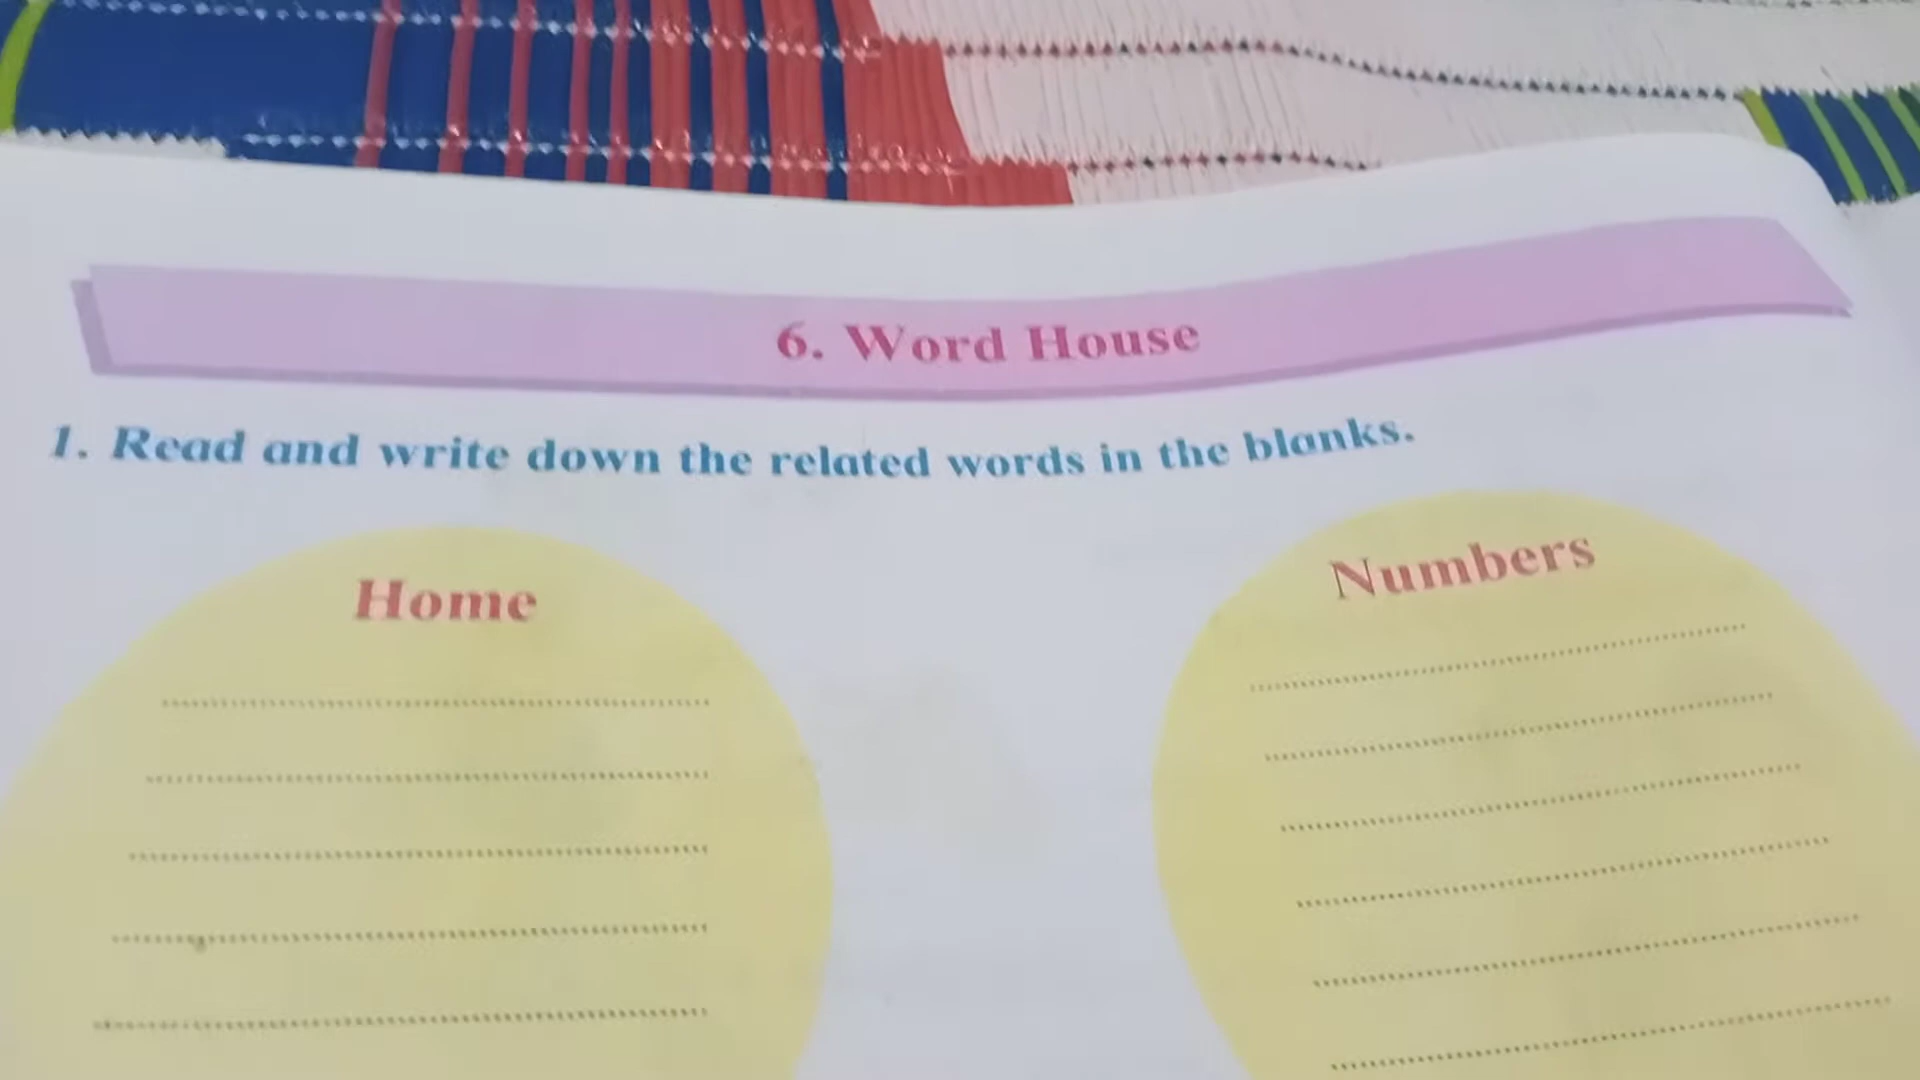 6. Word House
1. Read and write down the related words in the blanks.
Home
Numbers